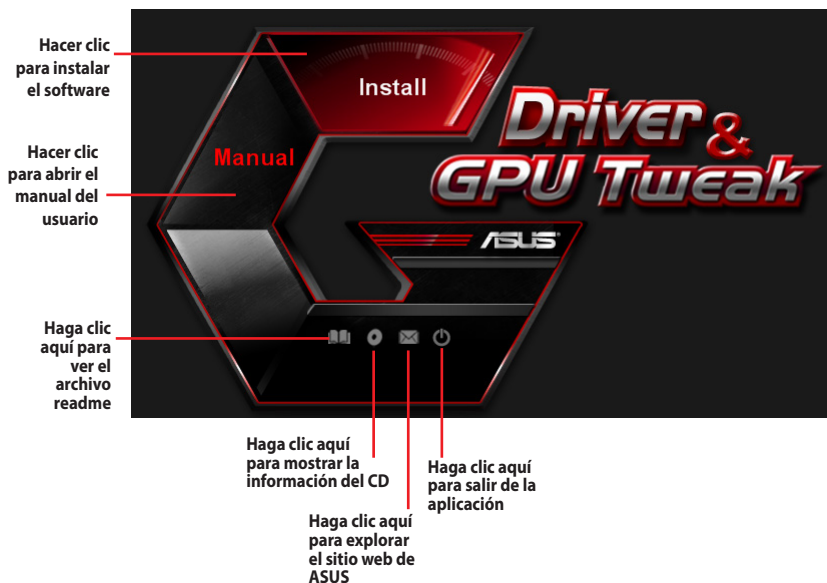 Hacer clic
para instalar
el software
Install
Driver &
GPU Tweak
Manual
Hacer clic
para abrir el
manual del
usuario
ASUS
Haga clic
aquí para
ver el
archivo
readme
Haga clic aquí
para mostrar la
información del CD
Haga clic aquí
para explorar
el sitio web de
ASUS
Haga clic aquí
para salir de la
aplicación